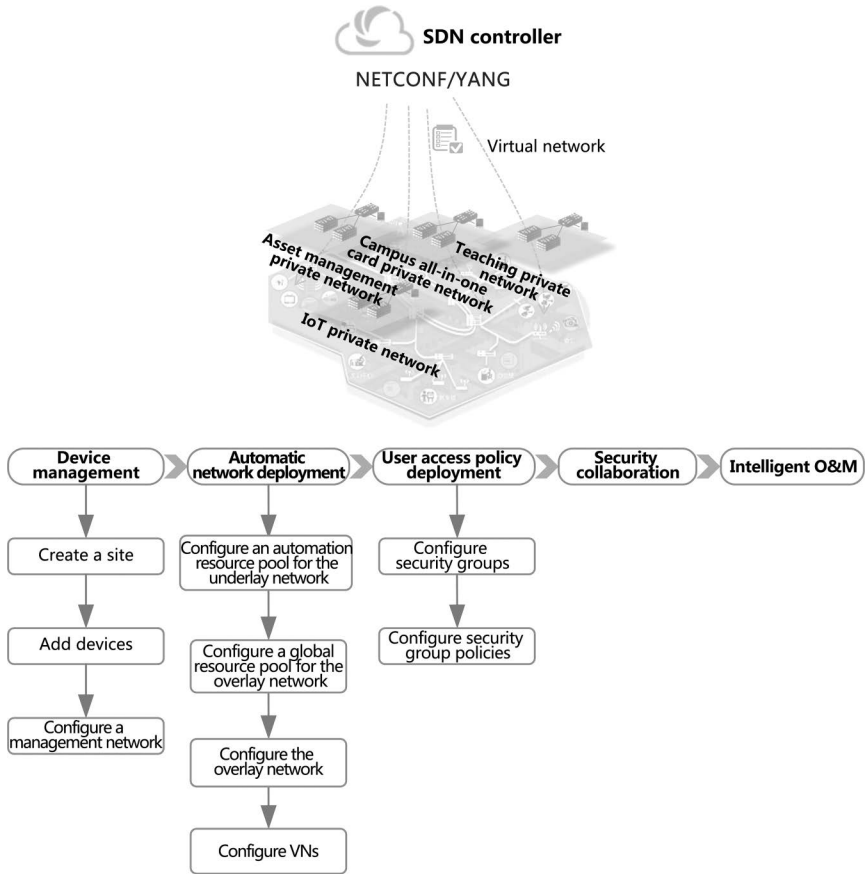 SDN controller
NETCONF/YANG
Virtual network
Asset management
private network
Campus all-in-one
card private network
Teaching private
network
IoT private network
Device
management
Automatic
network deployment
User access policy
deployment
Security
collaboration
Intelligent O&M
Create a site
Add devices
Configure a
management network
Configure an automation
resource pool for the
underlay network
Configure a global
resource pool for the
overlay network
Configure the
overlay network
Configure VNs
Configure
security groups
Configure security
group policies